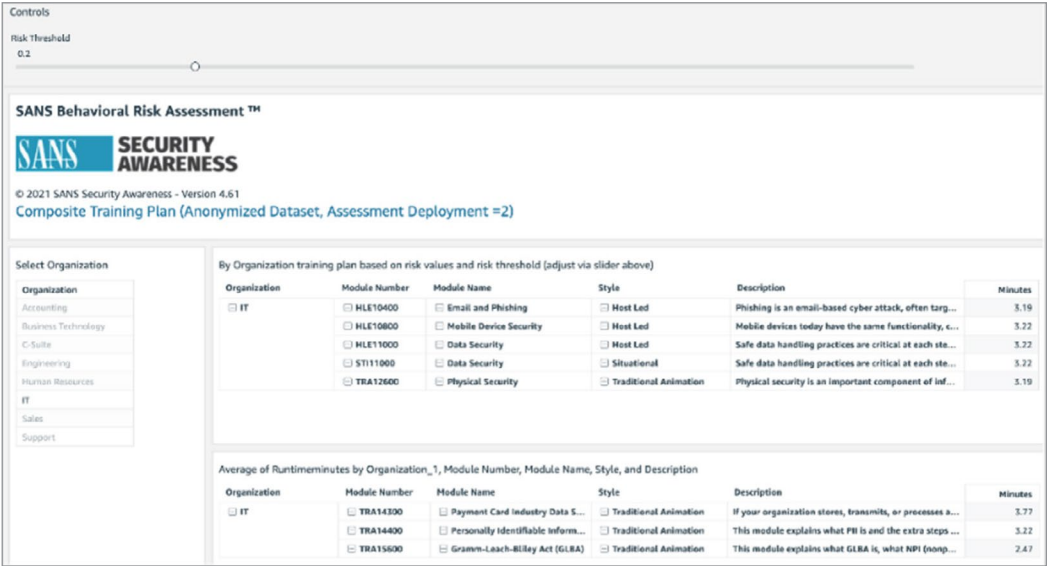 Controls
Risk Threshold
0.2
SANS Behavioral Risk Assessment ™
SANS SECURITY AWARENESS
© 2021 SANS Security Awareness - Version 4.61
Composite Training Plan (Anonymized Dataset, Assessment Deployment =2)
Select Organization
Organization
Accounting
Business Technology
C-Suite
Engineering
Human Resources
IT
Sales
Support
By Organization training plan based on risk values and risk threshold (adjust via slider above)
Organization Module Number Module Name Style Description Minutes
IT HLE10400 Email and Phishing Host Led Phishing is an email-based cyber attack, often targ... 3.19
HLE10800 Mobile Device Security Host Led Mobile devices today have the same functionality, c... 3.22
HLE11000 Data Security Host Led Safe data handling practices are critical at each ste... 3.22
STI11000 Data Security Situational Safe data handling practices are critical at each ste... 3.22
TRA12600 Physical Security Traditional Animation Physical security is an important component of inf... 3.19
Average of Runtimeminutes by Organization_1, Module Number, Module Name, Style, and Description
Organization Module Number Module Name Style Description Minutes
IT TRA14300 Payment Card Industry Data S... Traditional Animation If your organization stores, transmits, or processes a... 3.77
TRA14400 Personally Identifiable Inform... Traditional Animation This module explains what PII is and the extra steps ... 3.22
TRA15600 Gramm-Leach-Bliley Act (GLBA) Traditional Animation This module explains what GLBA is, what NPI (nonp... 2.47